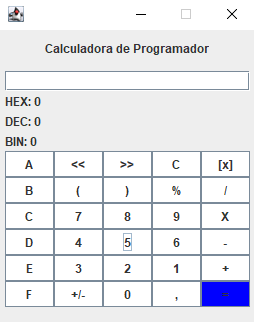 Calculadora de Programador
HEX: 0
DEC: 0
BIN: 0
A << >> C [x]
B ( ) % /
C 7 8 9 X
D 4 5 6 -
E 3 2 1 +
F +/- 0 , =